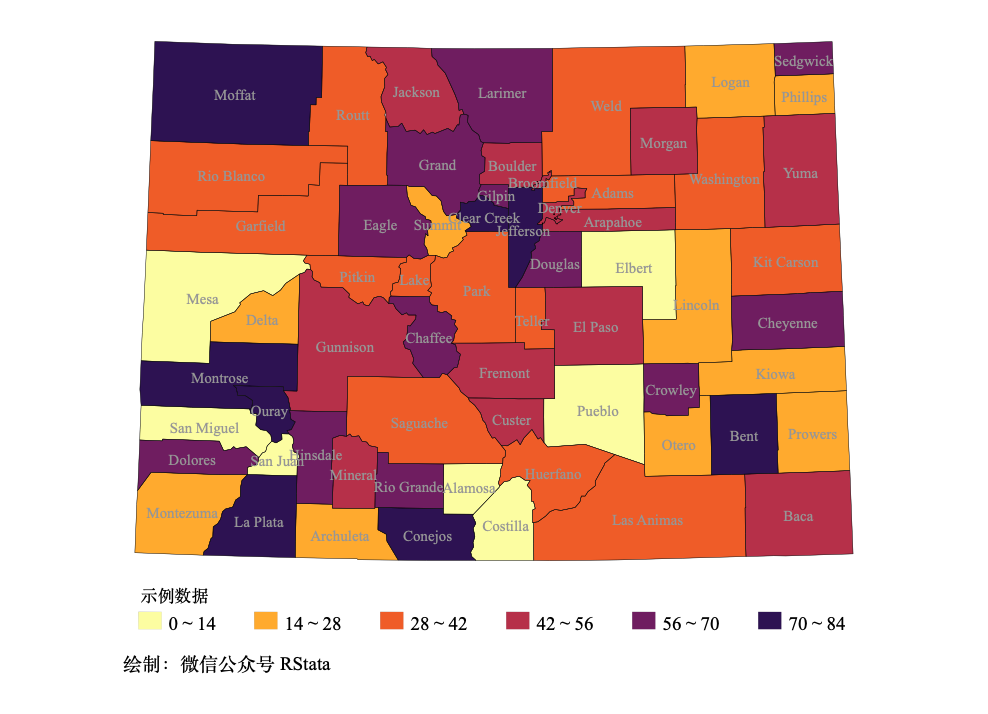 Sedgwick
Moffat
Jackson
Larimer
Logan
Phillips
Routt
Weld
Morgan
Grand
Boulder
Yuma
Rio Blanco
Washington
Broomfield
Adams
Gilpin
Denver
Garfield
Eagle
Summit
Clear Creek
Jefferson
Arapahoe
Douglas
Elbert
Kit Carson
Mesa
Pitkin
Lake
Park
Lincoln
Delta
Teller
El Paso
Cheyenne
Gunnison
Chaffee
Montrose
Fremont
Kiowa
Crowley
Ouray
Pueblo
San Miguel
Saguache
Custer
Otero
Bent
Prowers
Dolores
San Juan
Hinsdale
Mineral
Rio Grande
Alamosa
Huerfano
Montezuma
La Plata
Archuleta
Conejos
Costilla
Las Animas
Baca
示例数据
0 ~ 14
14 ~ 28
28 ~ 42
42 ~ 56
56 ~ 70
70 ~ 84
绘制：微信公众号 RStata